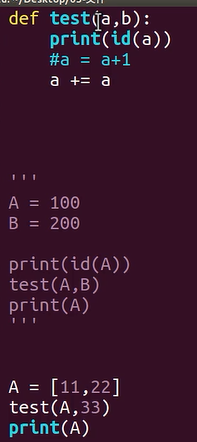 def test(a,b):
    print(id(a))
    #a = a+1
    a += a
'''
A = 100
B = 200
print(id(A))
test(A,B)
print(A)
'''
A = [11,22]
test(A,33)
print(A)